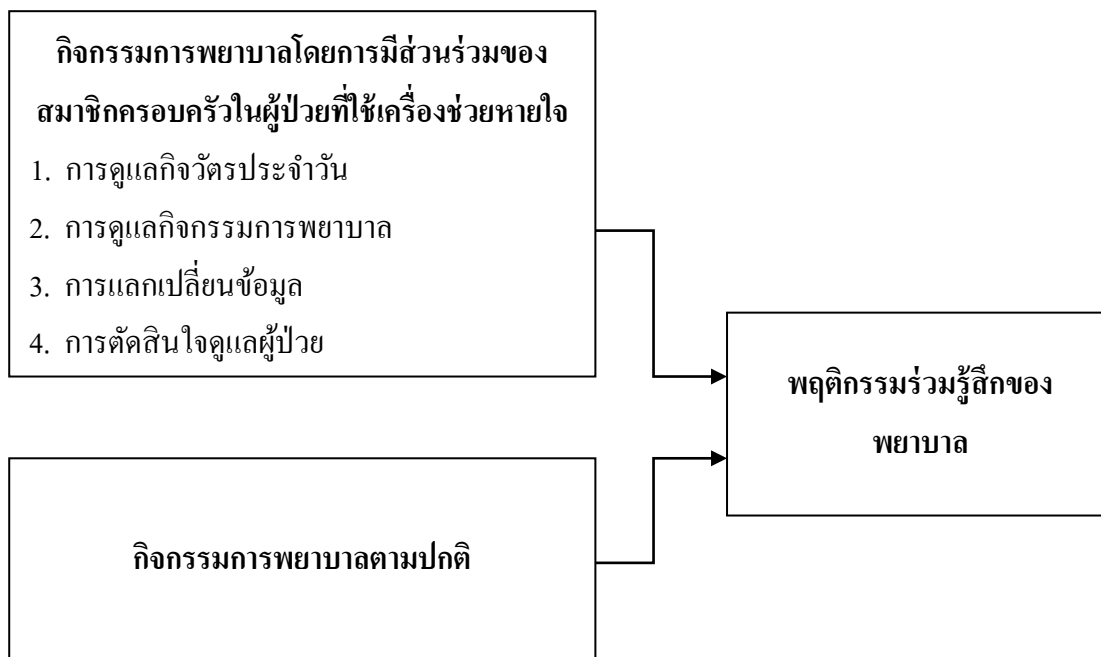 กิจกรรมการพยาบาลโดยการมีส่วนร่วมของ
สมาชิกครอบครัวในผู้ป่วยที่ใช้เครื่องช่วยหายใจ
1. การดูแลกิจวัตรประจำวัน
2. การดูแลกิจกรรมการพยาบาล
3. การแลกเปลี่ยนข้อมูล
4. การตัดสินใจดูแลผู้ป่วย
พฤติกรรมร่วมรู้สึกของ
พยาบาล
กิจกรรมการพยาบาลตามปกติ